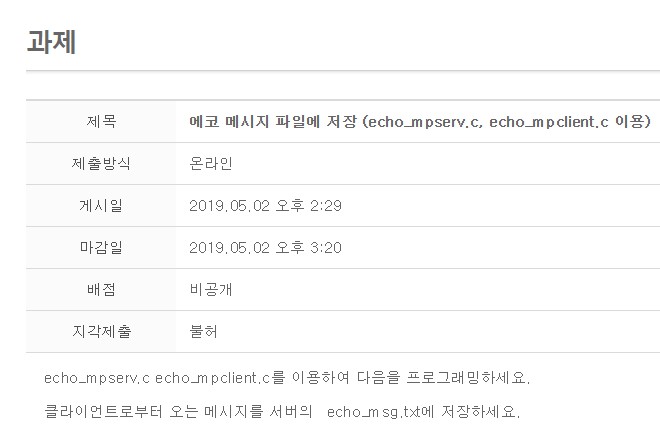 과제
제목 에코 메시지 파일에 저장 (echo_mpserv.c, echo_mpclient.c 이용)
제출방식 온라인
게시일 2019.05.02 오후 2:29
마감일 2019.05.02 오후 3:20
배점 비공개
지각제출 불허
echo_mpserv.c echo_mpclient.c를 이용하여 다음을 프로그래밍하세요.
클라이언트로부터 오는 메시지를 서버의 echo_msg.txt에 저장하세요.